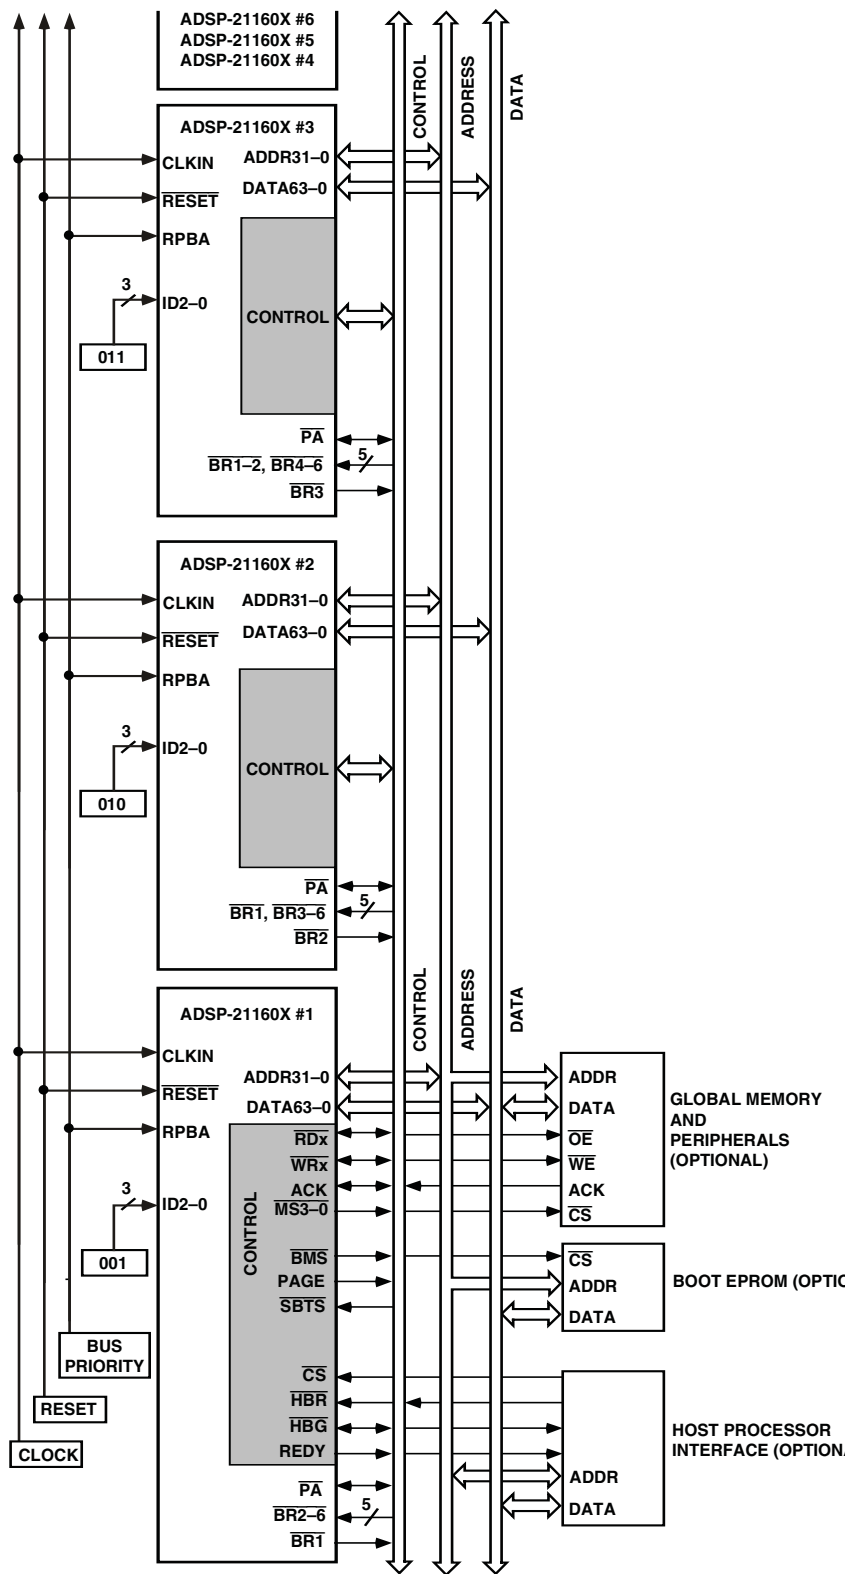 ADSP-21160X #6
ADSP-21160X #5
ADSP-21160X #4
CONTROL
ADDRESS
DATA
ADSP-21160X #3
CLKIN
ADDR31–0
RESET
DATA63–0
RPBA
3
ID2–0
CONTROL
011
PA
BR1–2, BR4–6
5
BR3
ADSP-21160X #2
CLKIN
ADDR31–0
RESET
DATA63–0
RPBA
3
ID2–0
CONTROL
010
PA
BR1, BR3–6
5
BR2
CONTROL
ADDRESS
DATA
ADSP-21160X #1
CLKIN
ADDR31–0
RESET
DATA63–0
RPBA
RDx
WRx
3
ID2–0
ACK
MS3–0
CONTROL
001
BMS
PAGE
SBTS
CS
HBR
HBG
REDY
PA
BR2–6
5
BR1
BUS
PRIORITY
RESET
CLOCK
ADDR
DATA
OE
WE
ACK
CS
GLOBAL MEMORY
AND
PERIPHERALS
(OPTIONAL)
CS
ADDR
DATA
BOOT EPROM (OPTIO
HOST PROCESSOR
INTERFACE (OPTIONA
ADDR
DATA